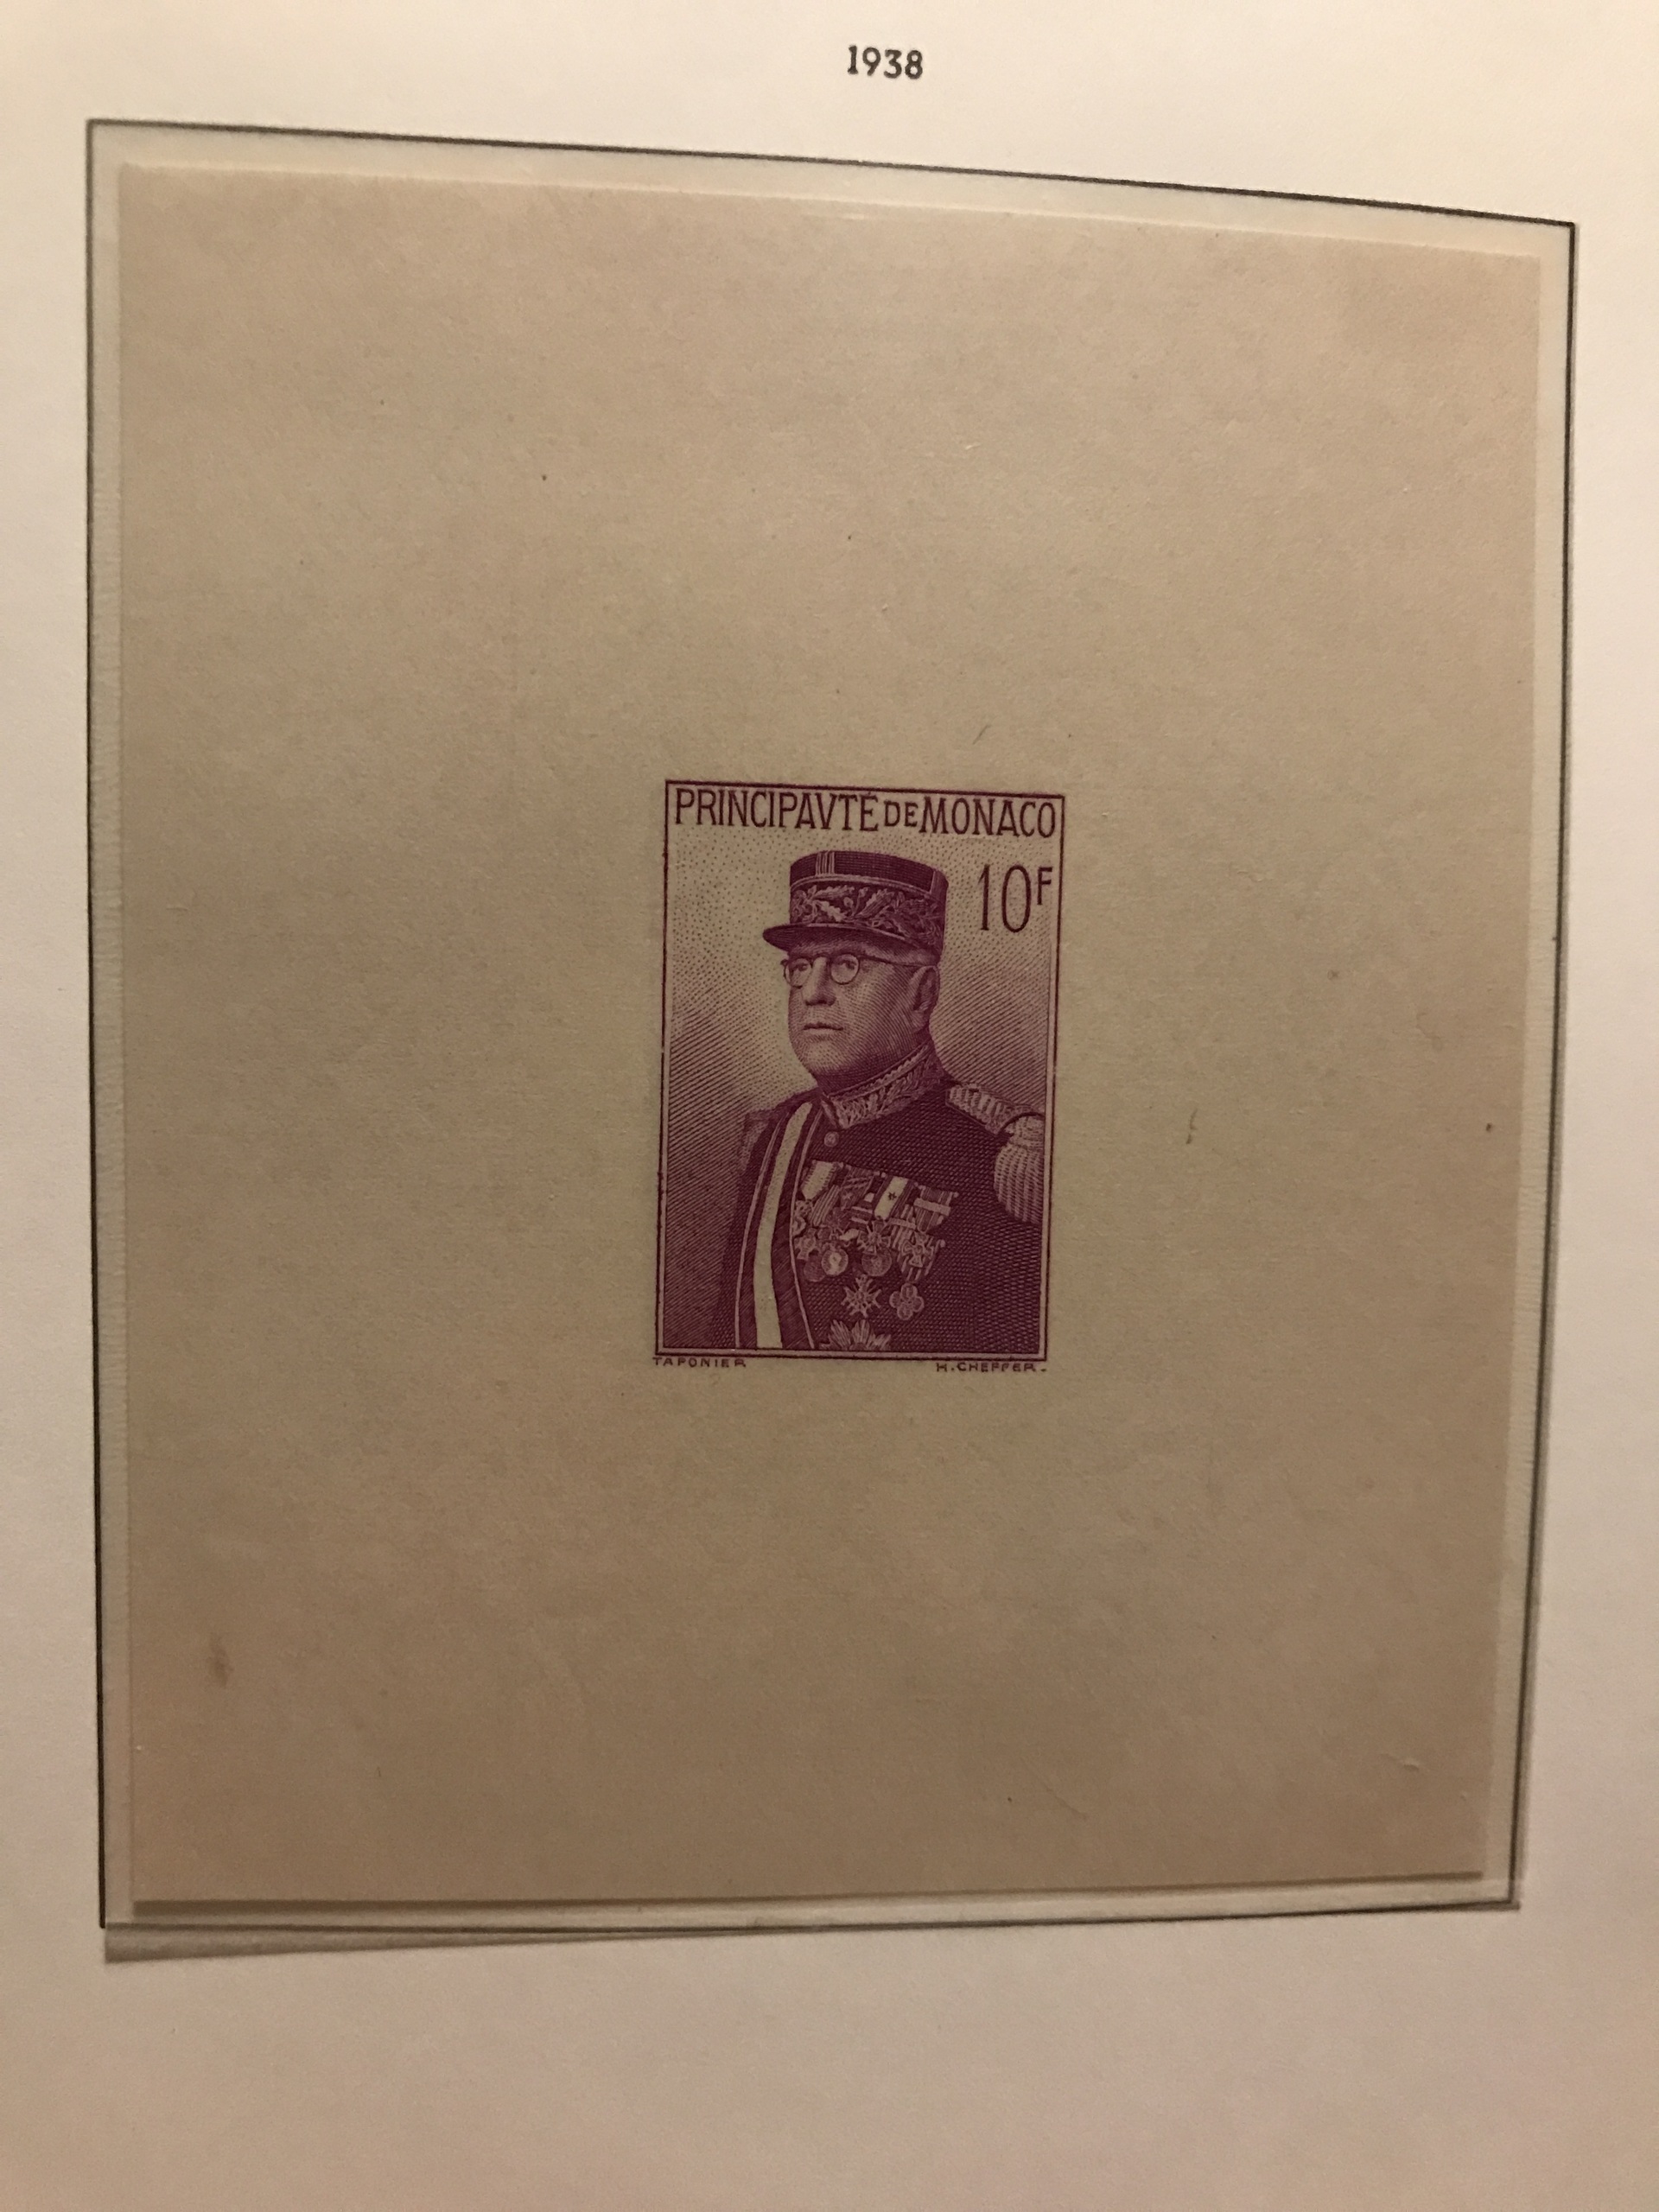 1938
PRINCIPAVTÉ DE MONACO
10F
TAPONIER
H. CHEFFER.